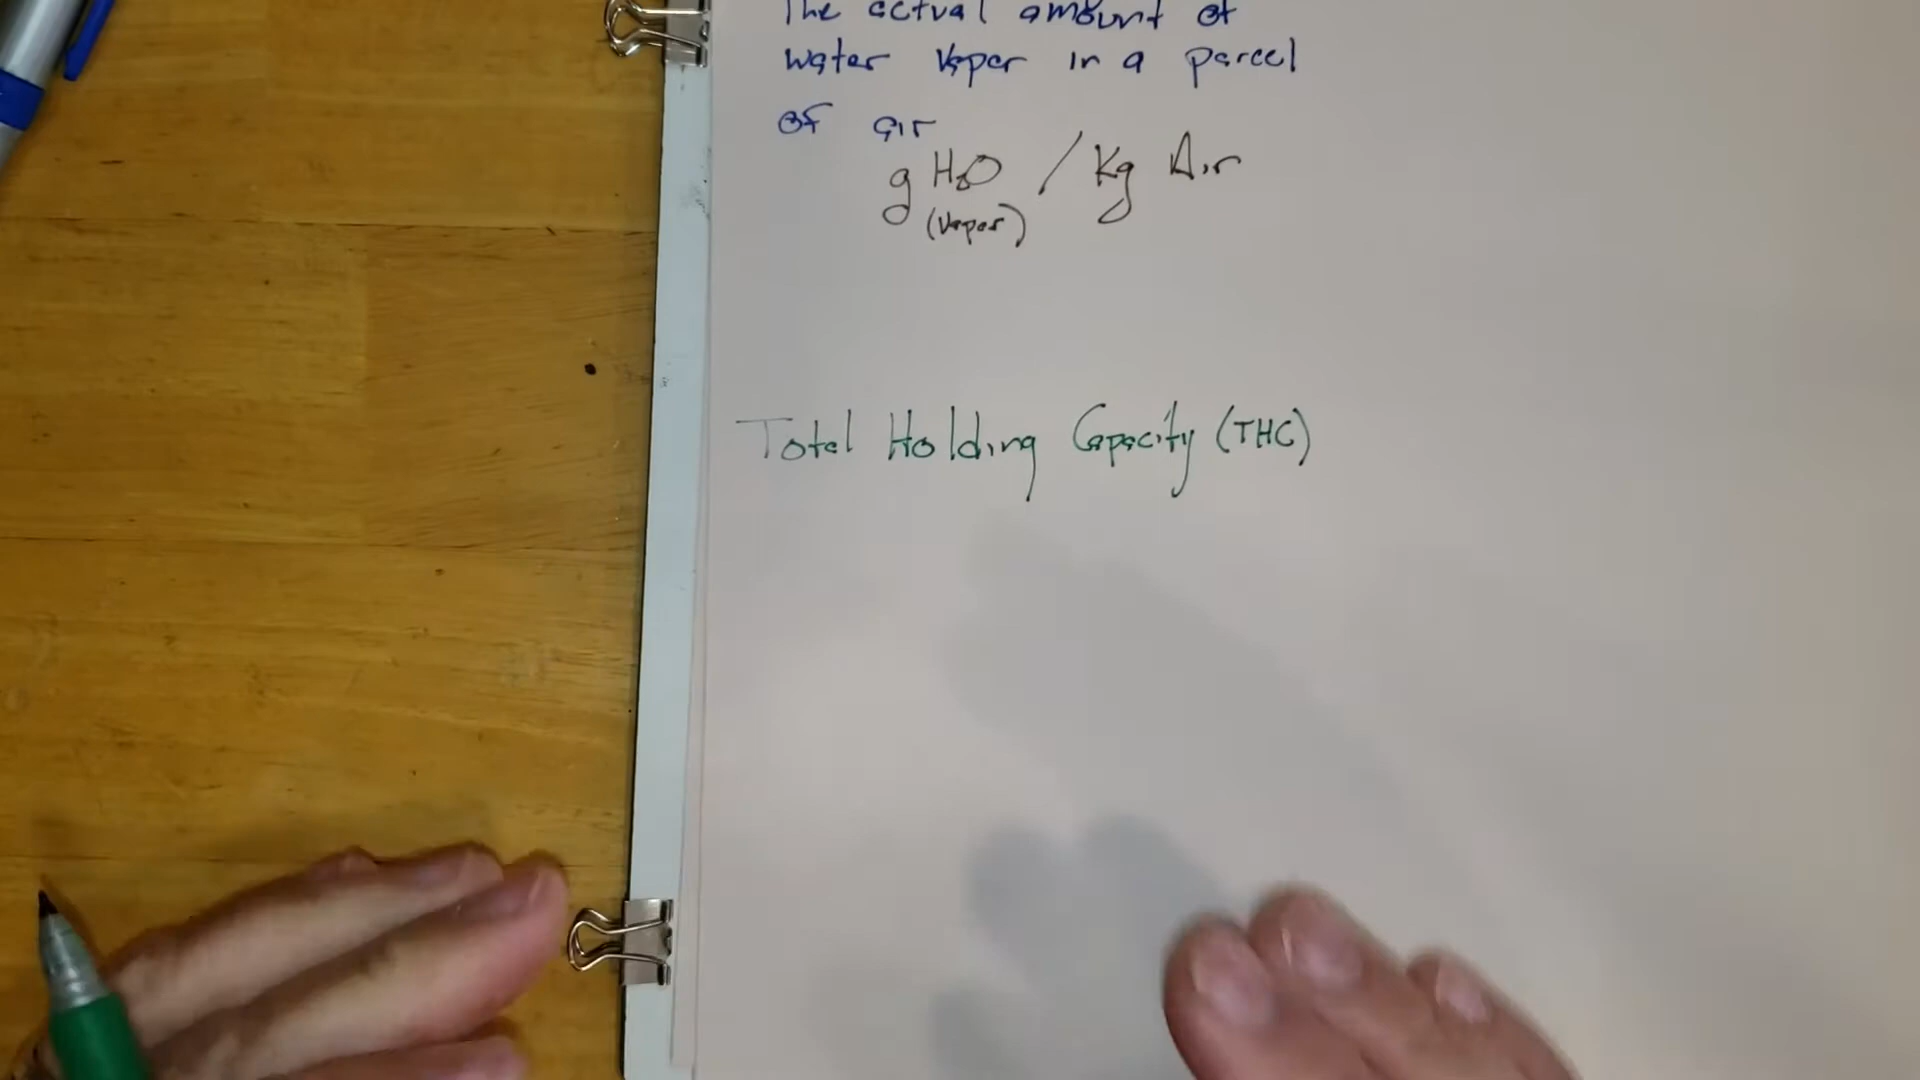 The actual amount of
water Vapor in a parcel
of air
g H2O / Kg Air
(Vapor)
Total Holding Capacity (THC)